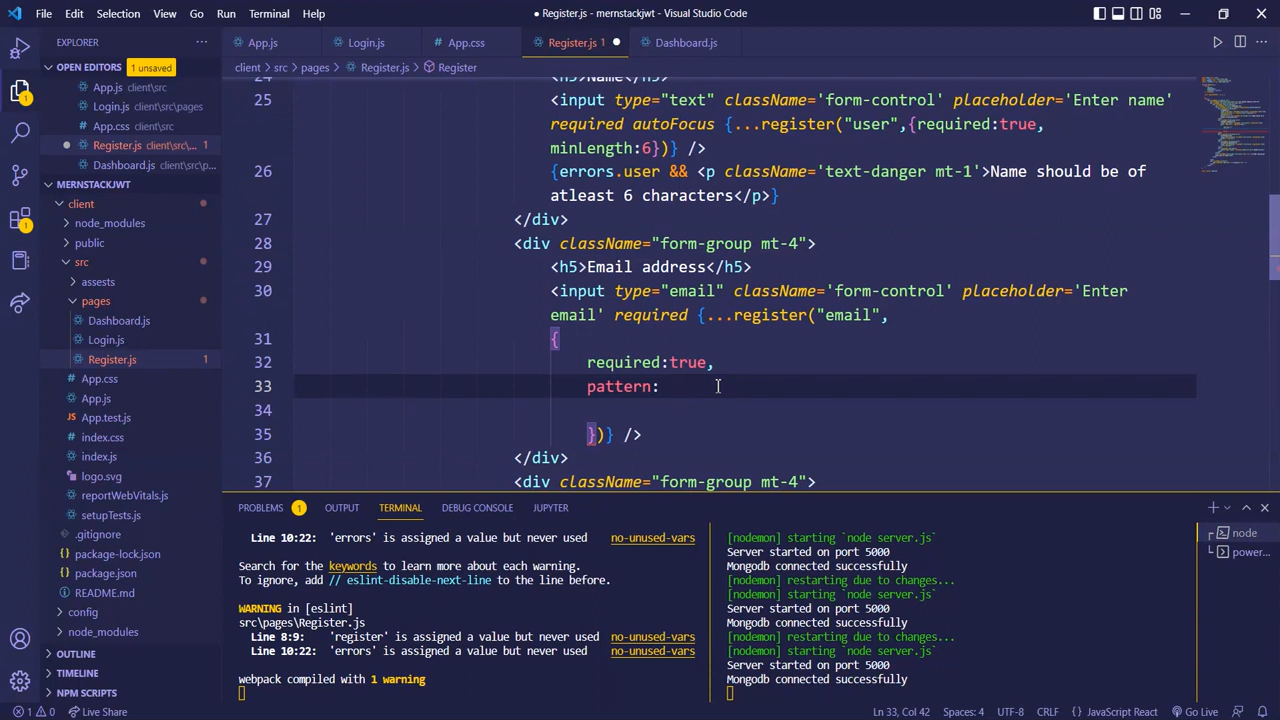 File Edit Selection View Go Run Terminal Help
● Register.js - mernstackjwt - Visual Studio Code
EXPLORER
App.js
Login.js
App.css
Register.js 1
Dashboard.js
OPEN EDITORS 1 unsaved
client > src > pages > Register.js > Register
App.js client\src
Login.js client\src\pages
App.css client\src
Register.js client\src\... 1
Dashboard.js client\src\p...
MERNSTACKJWT
client
node_modules
public
src
assests
pages
Dashboard.js
Login.js
Register.js 1
App.css
App.js
App.test.js
index.css
index.js
logo.svg
reportWebVitals.js
setupTests.js
.gitignore
package-lock.json
package.json
README.md
config
node_modules
OUTLINE
TIMELINE
NPM SCRIPTS
24 <h5>Name</h5>
25 <input type="text" className='form-control' placeholder='Enter name'
required autoFocus {...register("user",{required:true,
minLength:6})} />
26 {errors.user && <p className='text-danger mt-1'>Name should be of
atleast 6 characters</p>}
27 </div>
28 <div className="form-group mt-4">
29 <h5>Email address</h5>
30 <input type="email" className='form-control' placeholder='Enter
email' required {...register("email",
31 {
32 required:true,
33 pattern:
34
35 })} />
36 </div>
37 <div className="form-group mt-4">
PROBLEMS 1 OUTPUT TERMINAL DEBUG CONSOLE JUPYTER
Line 10:22: 'errors' is assigned a value but never used no-unused-vars
Search for the keywords to learn more about each warning.
To ignore, add // eslint-disable-next-line to the line before.
WARNING in [eslint]
src\pages\Register.js
Line 8:9: 'register' is assigned a value but never used no-unused-vars
Line 10:22: 'errors' is assigned a value but never used no-unused-vars
webpack compiled with 1 warning
[nodemon] starting `node server.js`
Server started on port 5000
Mongodb connected successfully
[nodemon] restarting due to changes...
[nodemon] starting `node server.js`
Server started on port 5000
Mongodb connected successfully
[nodemon] restarting due to changes...
[nodemon] starting `node server.js`
Server started on port 5000
Mongodb connected successfully
node
power...
1 0 Live Share
Ln 33, Col 42 Spaces: 4 UTF-8 CRLF JavaScript React Go Live